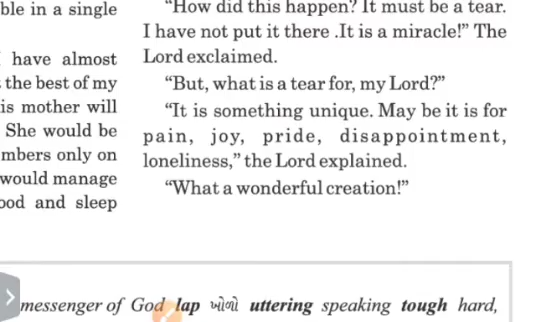 ble in a single
have almost
the best of my
is mother will
She would be
mbers only on
would manage
ood and sleep
"How did this happen? It must be a tear.
I have not put it there .It is a miracle!" The
Lord exclaimed.
"But, what is a tear for, my Lord?"
"It is something unique. May be it is for
pain, joy, pride, disappointment,
loneliness," the Lord explained.
"What a wonderful creation!"
messenger of God lap ખોળો uttering speaking tough hard,